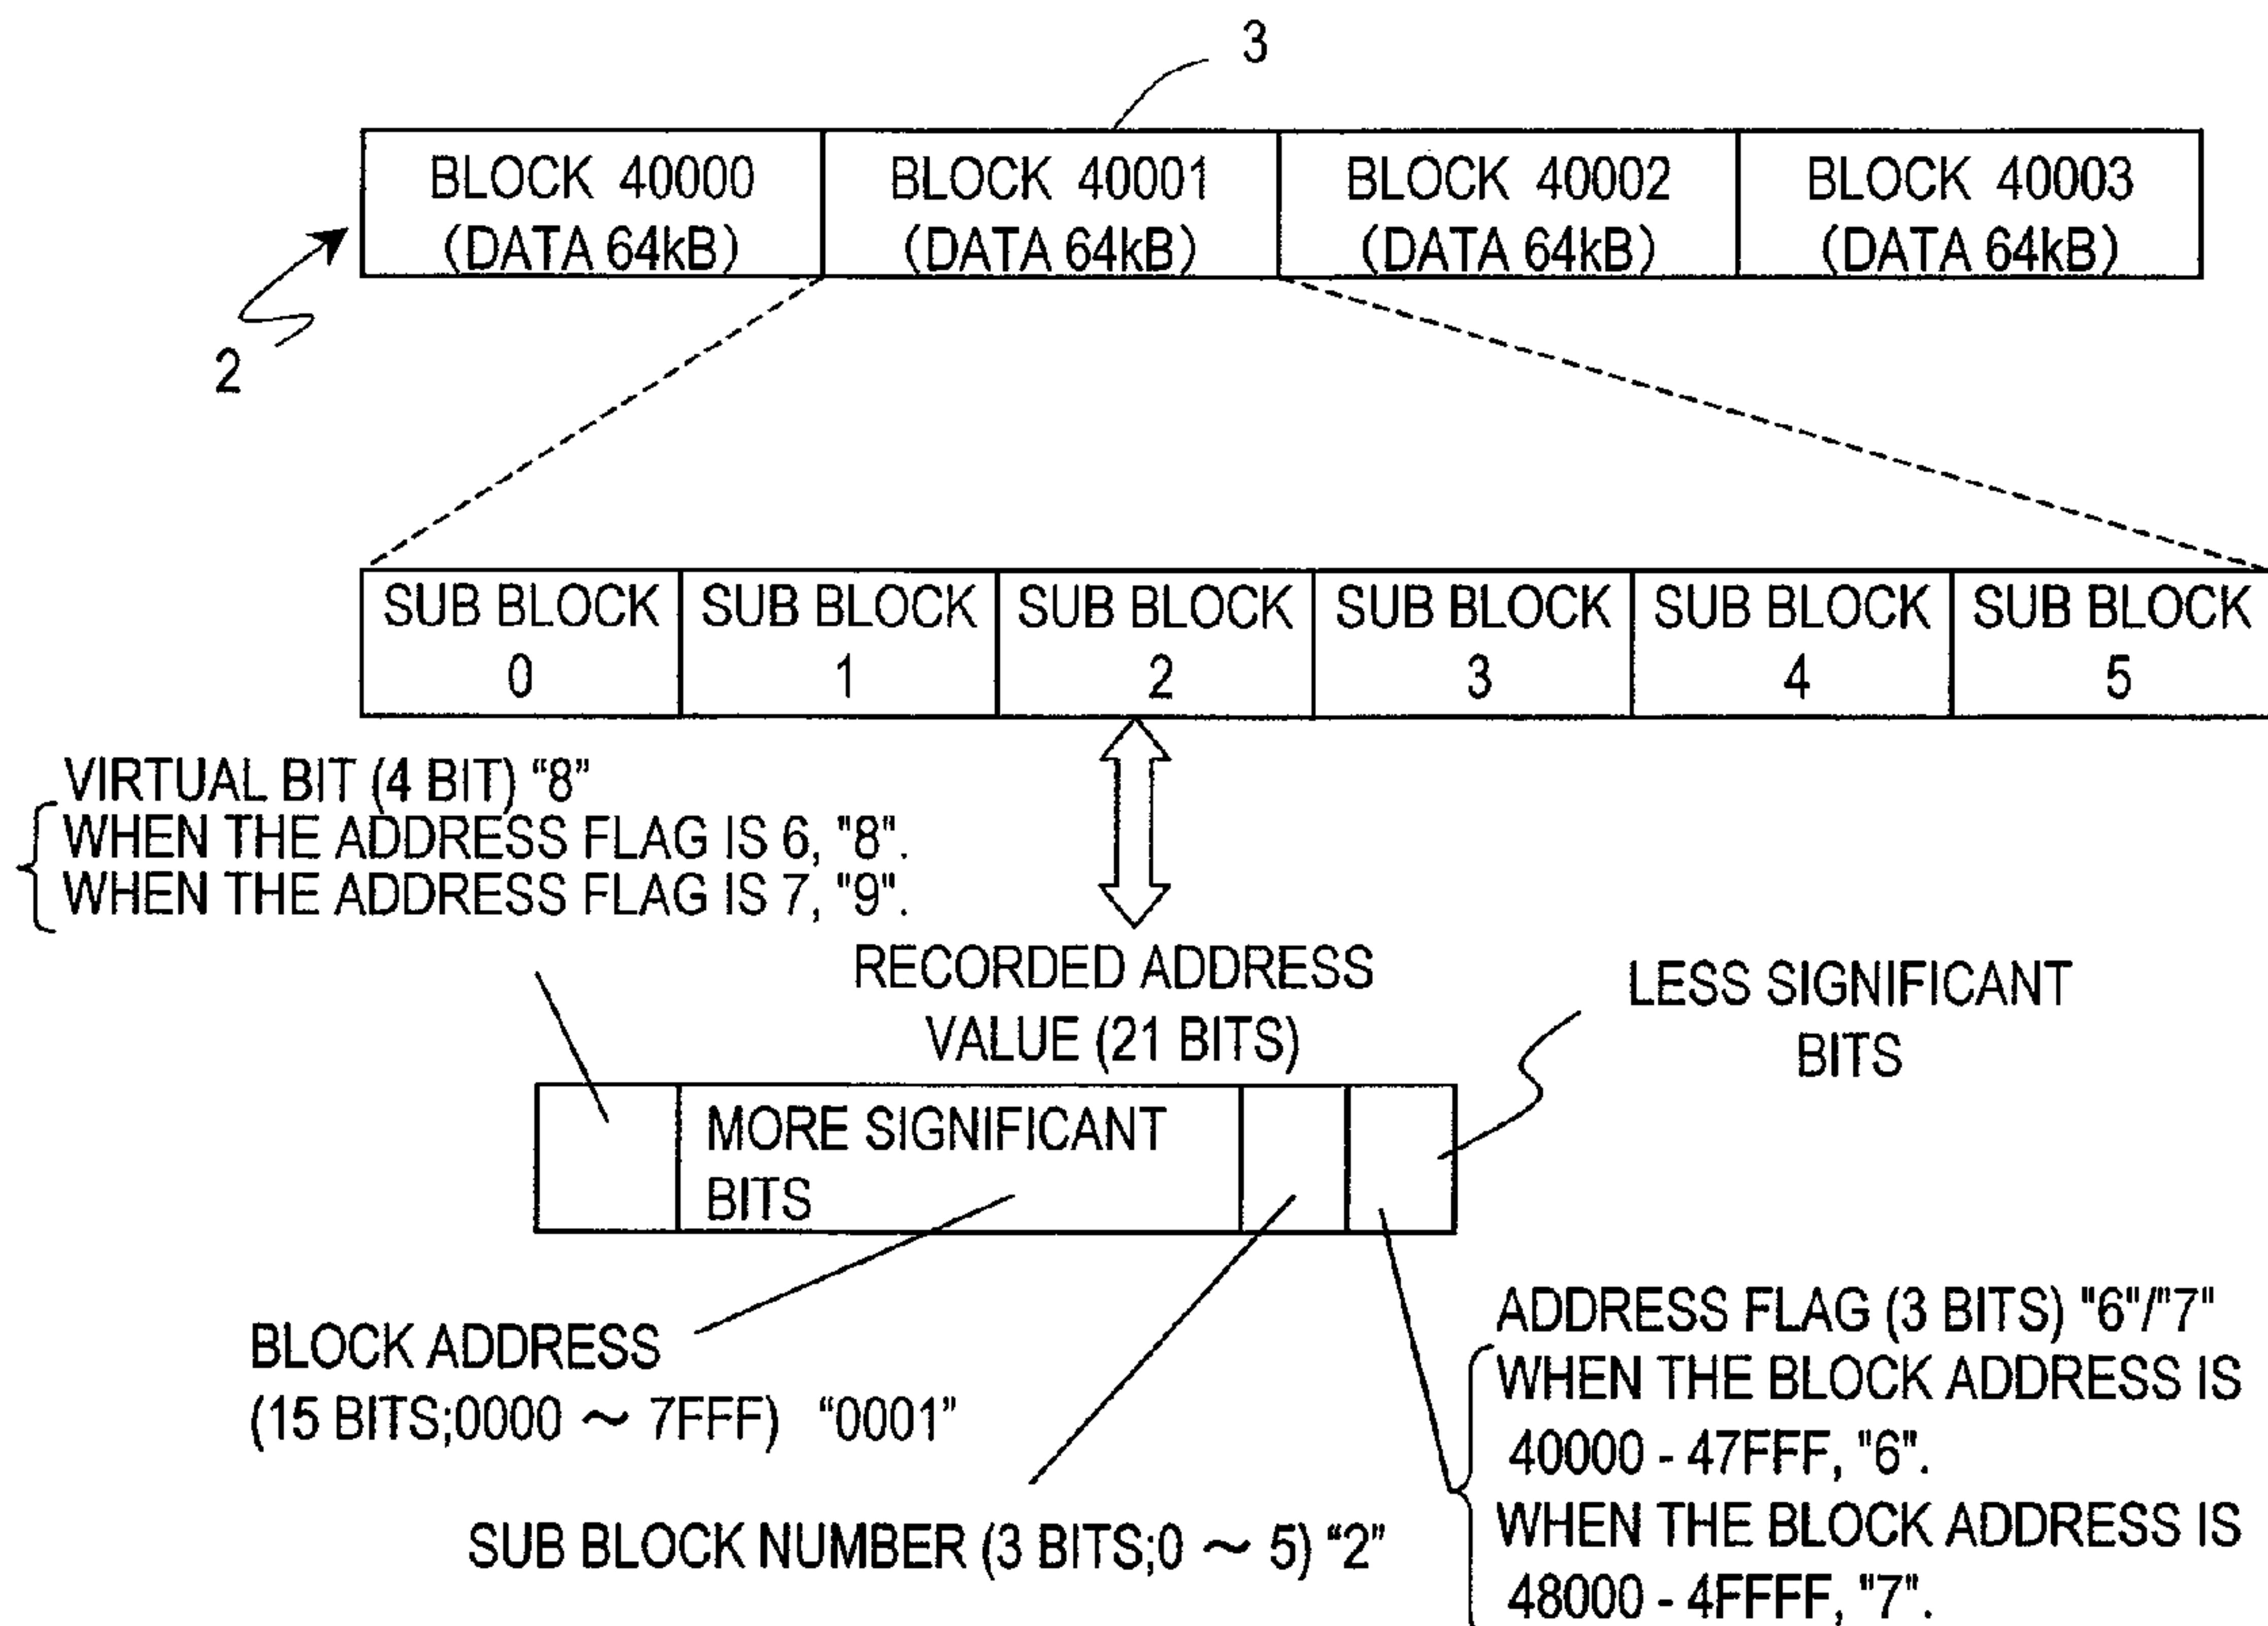 3
BLOCK 40000 BLOCK 40001 BLOCK 40002 BLOCK 40003
(DATA 64kB) (DATA 64kB) (DATA 64kB) (DATA 64kB)
2
SUB BLOCK SUB BLOCK SUB BLOCK SUB BLOCK SUB BLOCK SUB BLOCK
0 1 2 3 4 5
VIRTUAL BIT (4 BIT) “8”
WHEN THE ADDRESS FLAG IS 6, "8".
WHEN THE ADDRESS FLAG IS 7, "9".
RECORDED ADDRESS
VALUE (21 BITS)
LESS SIGNIFICANT
BITS
MORE SIGNIFICANT
BITS
BLOCK ADDRESS
(15 BITS;0000 ~ 7FFF) “0001”
SUB BLOCK NUMBER (3 BITS;0 ~ 5) “2”
ADDRESS FLAG (3 BITS) "6"/"7"
WHEN THE BLOCK ADDRESS IS
40000 - 47FFF, "6".
WHEN THE BLOCK ADDRESS IS
48000 - 4FFFF, "7".